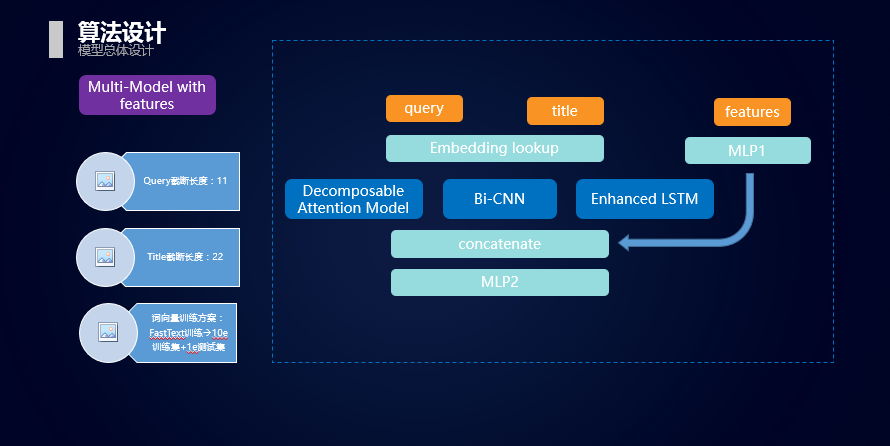 算法设计
模型总体设计
Multi-Model with
features
Query截断长度：11
Title截断长度：22
词向量训练方案：
FastText训练→10e
训练集+1e测试集
query
title
features
Embedding lookup
MLP1
Decomposable
Attention Model
Bi-CNN
Enhanced LSTM
concatenate
MLP2